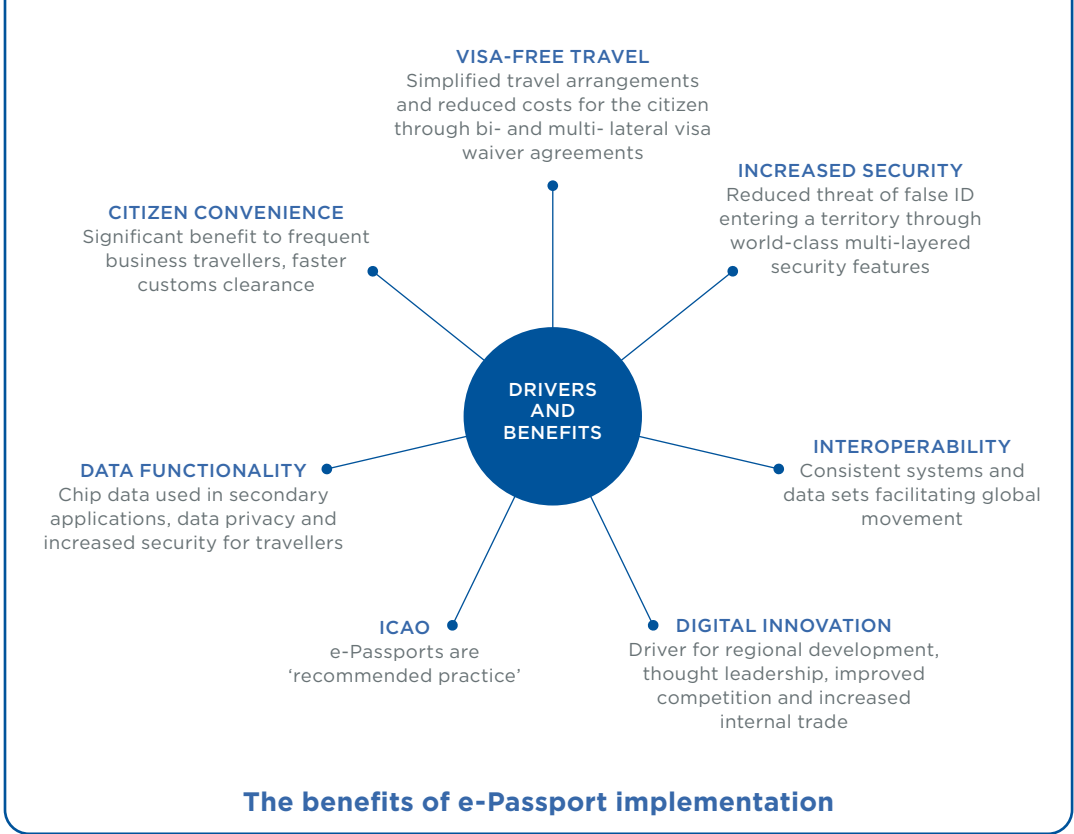 VISA-FREE TRAVEL
Simplified travel arrangements
and reduced costs for the citizen
through bi- and multi- lateral visa
waiver agreements
INCREASED SECURITY
Reduced threat of false ID
entering a territory through
world-class multi-layered
security features
CITIZEN CONVENIENCE
Significant benefit to frequent
business travellers, faster
customs clearance
DRIVERS
AND
BENEFITS
INTEROPERABILITY
Consistent systems and
data sets facilitating global
movement
DATA FUNCTIONALITY
Chip data used in secondary
applications, data privacy and
increased security for travellers
ICAO
e-Passports are
‘recommended practice’
DIGITAL INNOVATION
Driver for regional development,
thought leadership, improved
competition and increased
internal trade
The benefits of e-Passport implementation